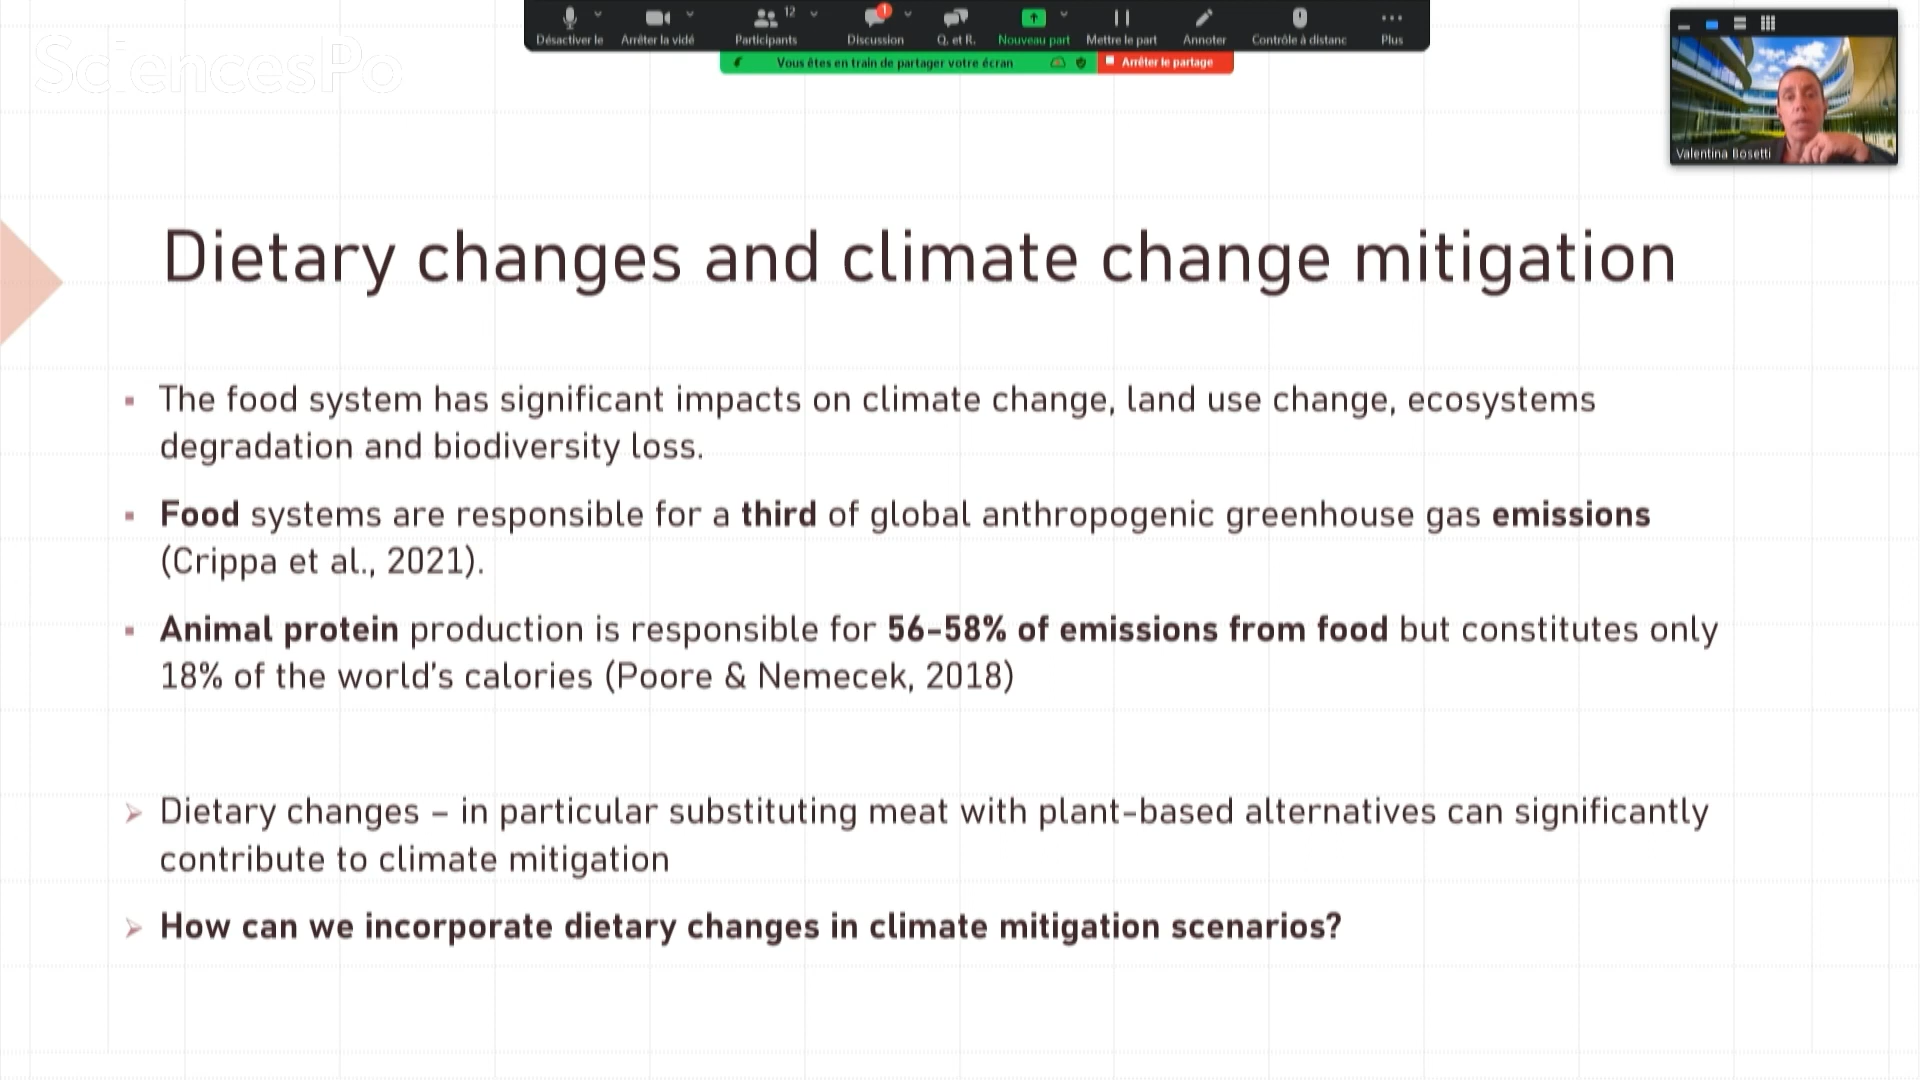 SciencesPo
Désactiver le
Arrêter la vidé
12
Participants
1
Discussion
Q. et R.
Nouveau part
Mettre le part
Annoter
Contrôle à distanc
Plus
Vous êtes en train de partager votre écran
Arrêter le partage
Valentina Bosetti
Dietary changes and climate change mitigation
The food system has significant impacts on climate change, land use change, ecosystems
degradation and biodiversity loss.
Food systems are responsible for a third of global anthropogenic greenhouse gas emissions
(Crippa et al., 2021).
Animal protein production is responsible for 56-58% of emissions from food but constitutes only
18% of the world's calories (Poore & Nemecek, 2018)
Dietary changes – in particular substituting meat with plant-based alternatives can significantly
contribute to climate mitigation
How can we incorporate dietary changes in climate mitigation scenarios?